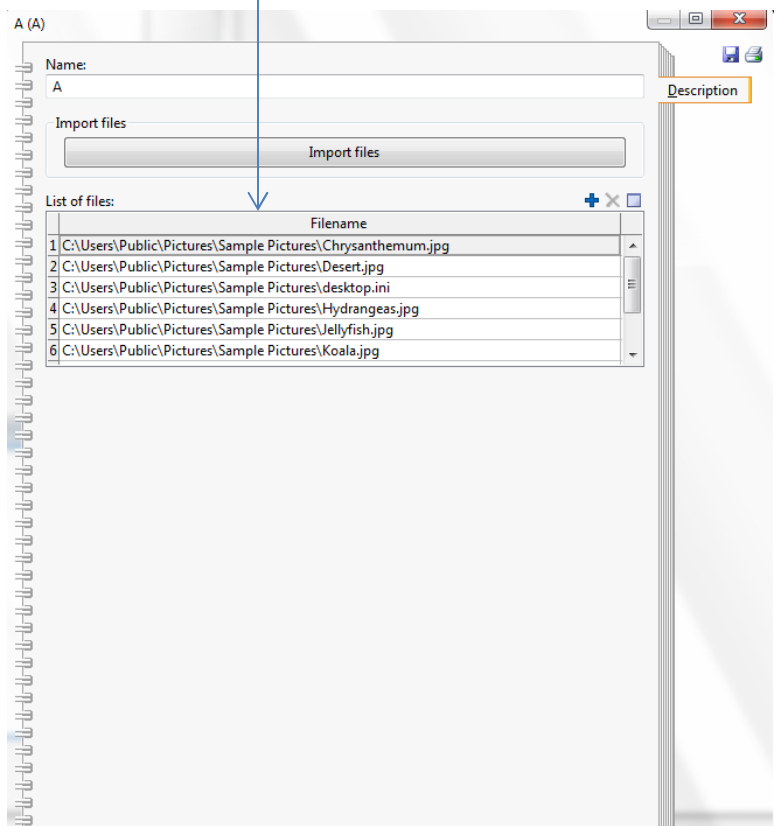 A (A)
Name:
A
Description
Import files
Import files
List of files:
Filename
1 C:\Users\Public\Pictures\Sample Pictures\Chrysanthemum.jpg
2 C:\Users\Public\Pictures\Sample Pictures\Desert.jpg
3 C:\Users\Public\Pictures\Sample Pictures\desktop.ini
4 C:\Users\Public\Pictures\Sample Pictures\Hydrangeas.jpg
5 C:\Users\Public\Pictures\Sample Pictures\Jellyfish.jpg
6 C:\Users\Public\Pictures\Sample Pictures\Koala.jpg